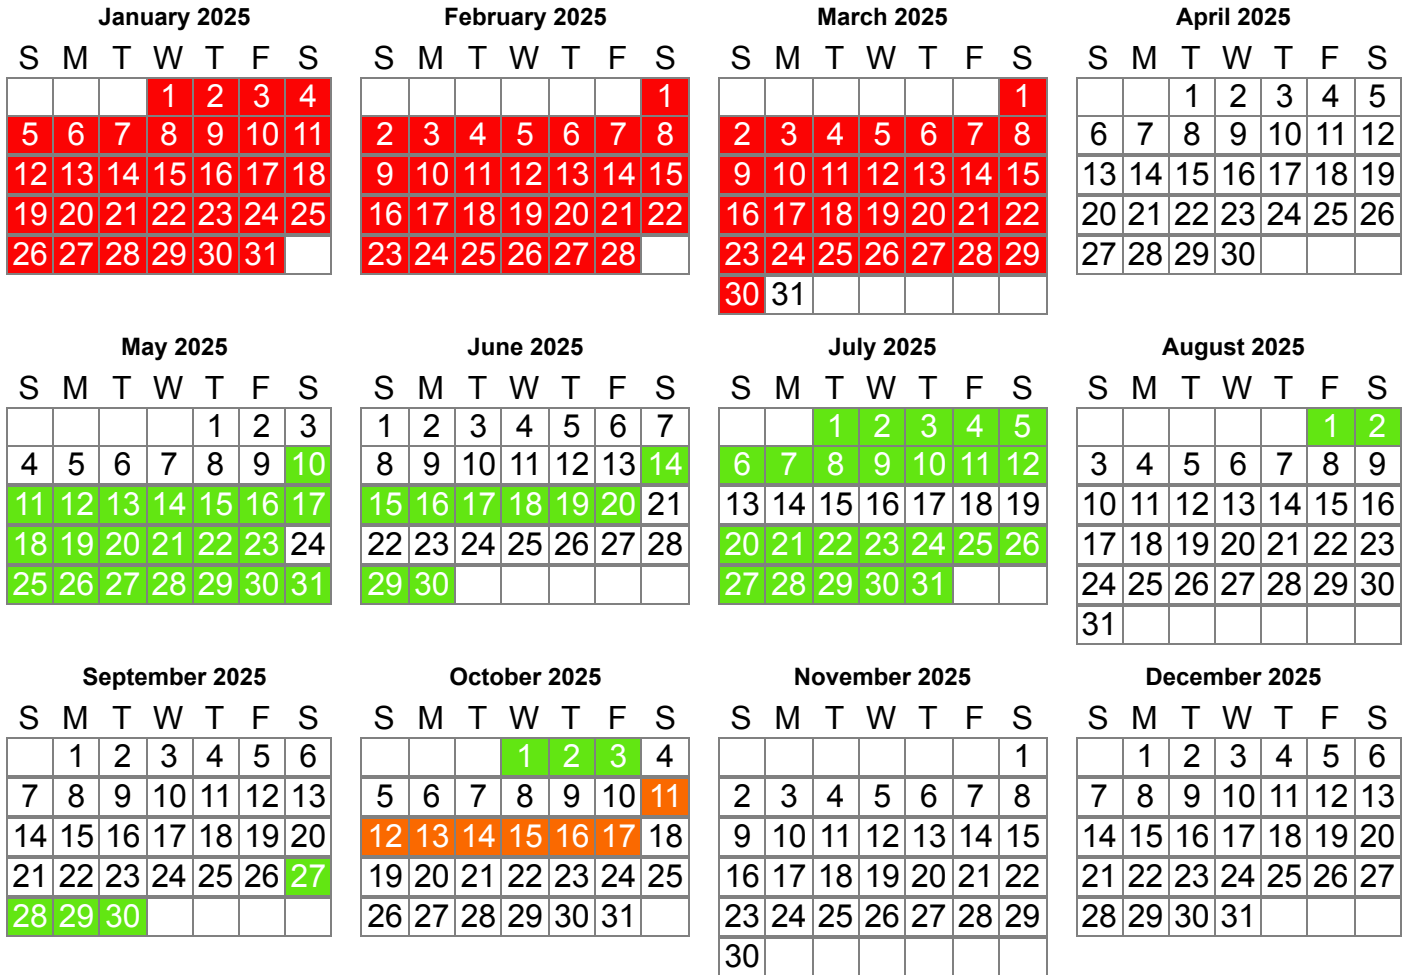 January 2025 February 2025 March 2025 April 2025
S M T W T F S S M T W T F S S M T W T F S S M T W T F S
1 2 3 4 1 1 1 2 3 4 5
5 6 7 8 9 10 11 2 3 4 5 6 7 8 2 3 4 5 6 7 8 6 7 8 9 10 11 12
12 13 14 15 16 17 18 9 10 11 12 13 14 15 9 10 11 12 13 14 15 13 14 15 16 17 18 19
19 20 21 22 23 24 25 16 17 18 19 20 21 22 16 17 18 19 20 21 22 20 21 22 23 24 25 26
26 27 28 29 30 31 23 24 25 26 27 28 23 24 25 26 27 28 29 27 28 29 30
30 31
May 2025 June 2025 July 2025 August 2025
S M T W T F S S M T W T F S S M T W T F S S M T W T F S
1 2 3 1 2 3 4 5 6 7 1 2 3 4 5 1 2
4 5 6 7 8 9 10 8 9 10 11 12 13 14 6 7 8 9 10 11 12 3 4 5 6 7 8 9
11 12 13 14 15 16 17 15 16 17 18 19 20 21 13 14 15 16 17 18 19 10 11 12 13 14 15 16
18 19 20 21 22 23 24 22 23 24 25 26 27 28 20 21 22 23 24 25 26 17 18 19 20 21 22 23
25 26 27 28 29 30 31 29 30 27 28 29 30 31 24 25 26 27 28 29 30
31
September 2025 October 2025 November 2025 December 2025
S M T W T F S S M T W T F S S M T W T F S S M T W T F S
1 2 3 4 5 6 1 2 3 4 1 1 2 3 4 5 6
7 8 9 10 11 12 13 5 6 7 8 9 10 11 2 3 4 5 6 7 8 7 8 9 10 11 12 13
14 15 16 17 18 19 20 12 13 14 15 16 17 18 9 10 11 12 13 14 15 14 15 16 17 18 19 20
21 22 23 24 25 26 27 19 20 21 22 23 24 25 16 17 18 19 20 21 22 21 22 23 24 25 26 27
28 29 30 26 27 28 29 30 31 23 24 25 26 27 28 29 28 29 30 31
30